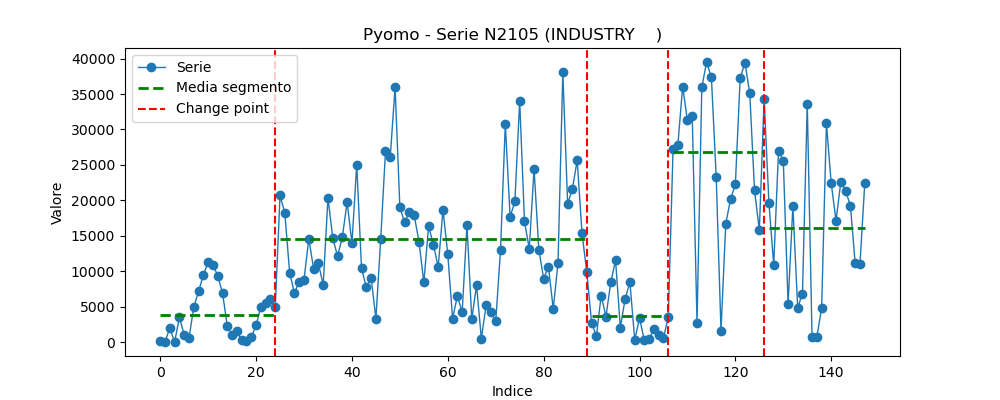 Pyomo - Serie N2105 (INDUSTRY    )
Serie
Media segmento
Change point
Valore
40000
35000
30000
25000
20000
15000
10000
5000
0
0 20 40 60 80 100 120 140
Indice